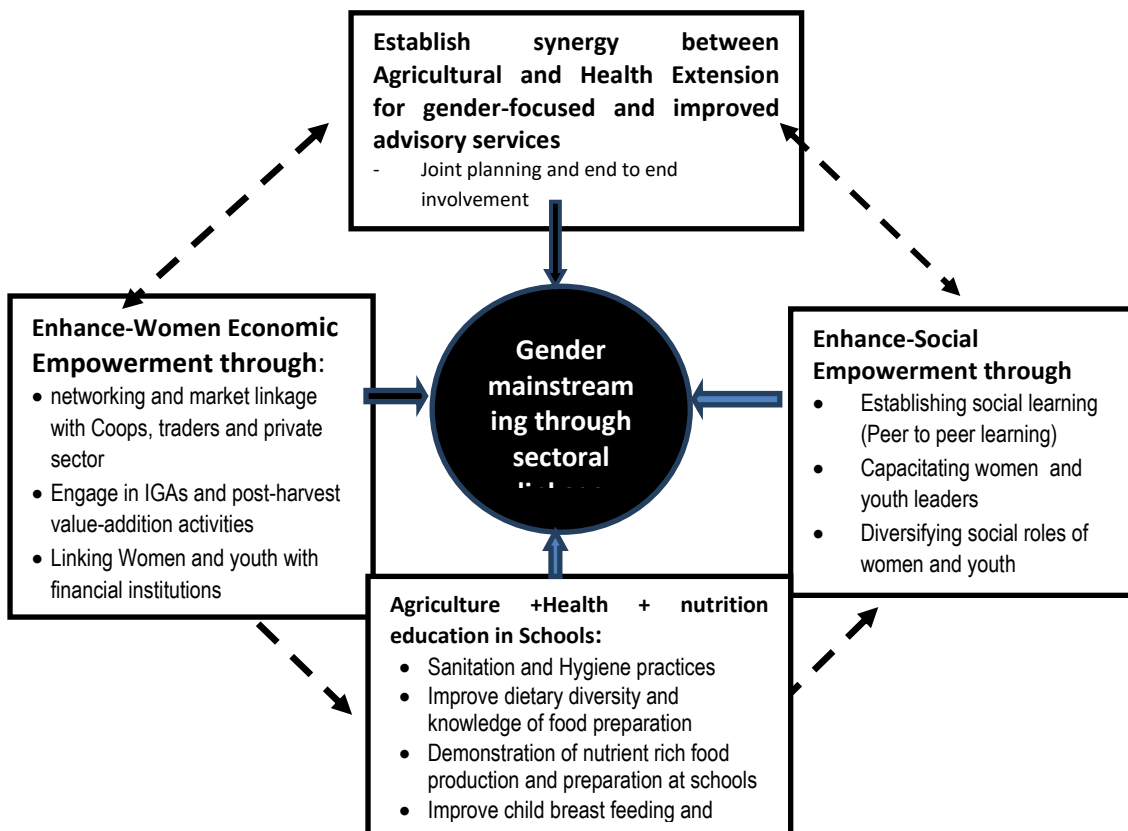 Establish synergy between
Agricultural and Health Extension
for gender-focused and improved
advisory services
- Joint planning and end to end
involvement
Enhance-Women Economic
Empowerment through:
• networking and market linkage
with Coops, traders and private
sector
• Engage in IGAs and post-harvest
value-addition activities
• Linking Women and youth with
financial institutions
Gender
mainstream
ing through
sectoral
Enhance-Social
Empowerment through
• Establishing social learning
(Peer to peer learning)
• Capacitating women and
youth leaders
• Diversifying social roles of
women and youth
Agriculture +Health + nutrition
education in Schools:
• Sanitation and Hygiene practices
• Improve dietary diversity and
knowledge of food preparation
• Demonstration of nutrient rich food
production and preparation at schools
• Improve child breast feeding and